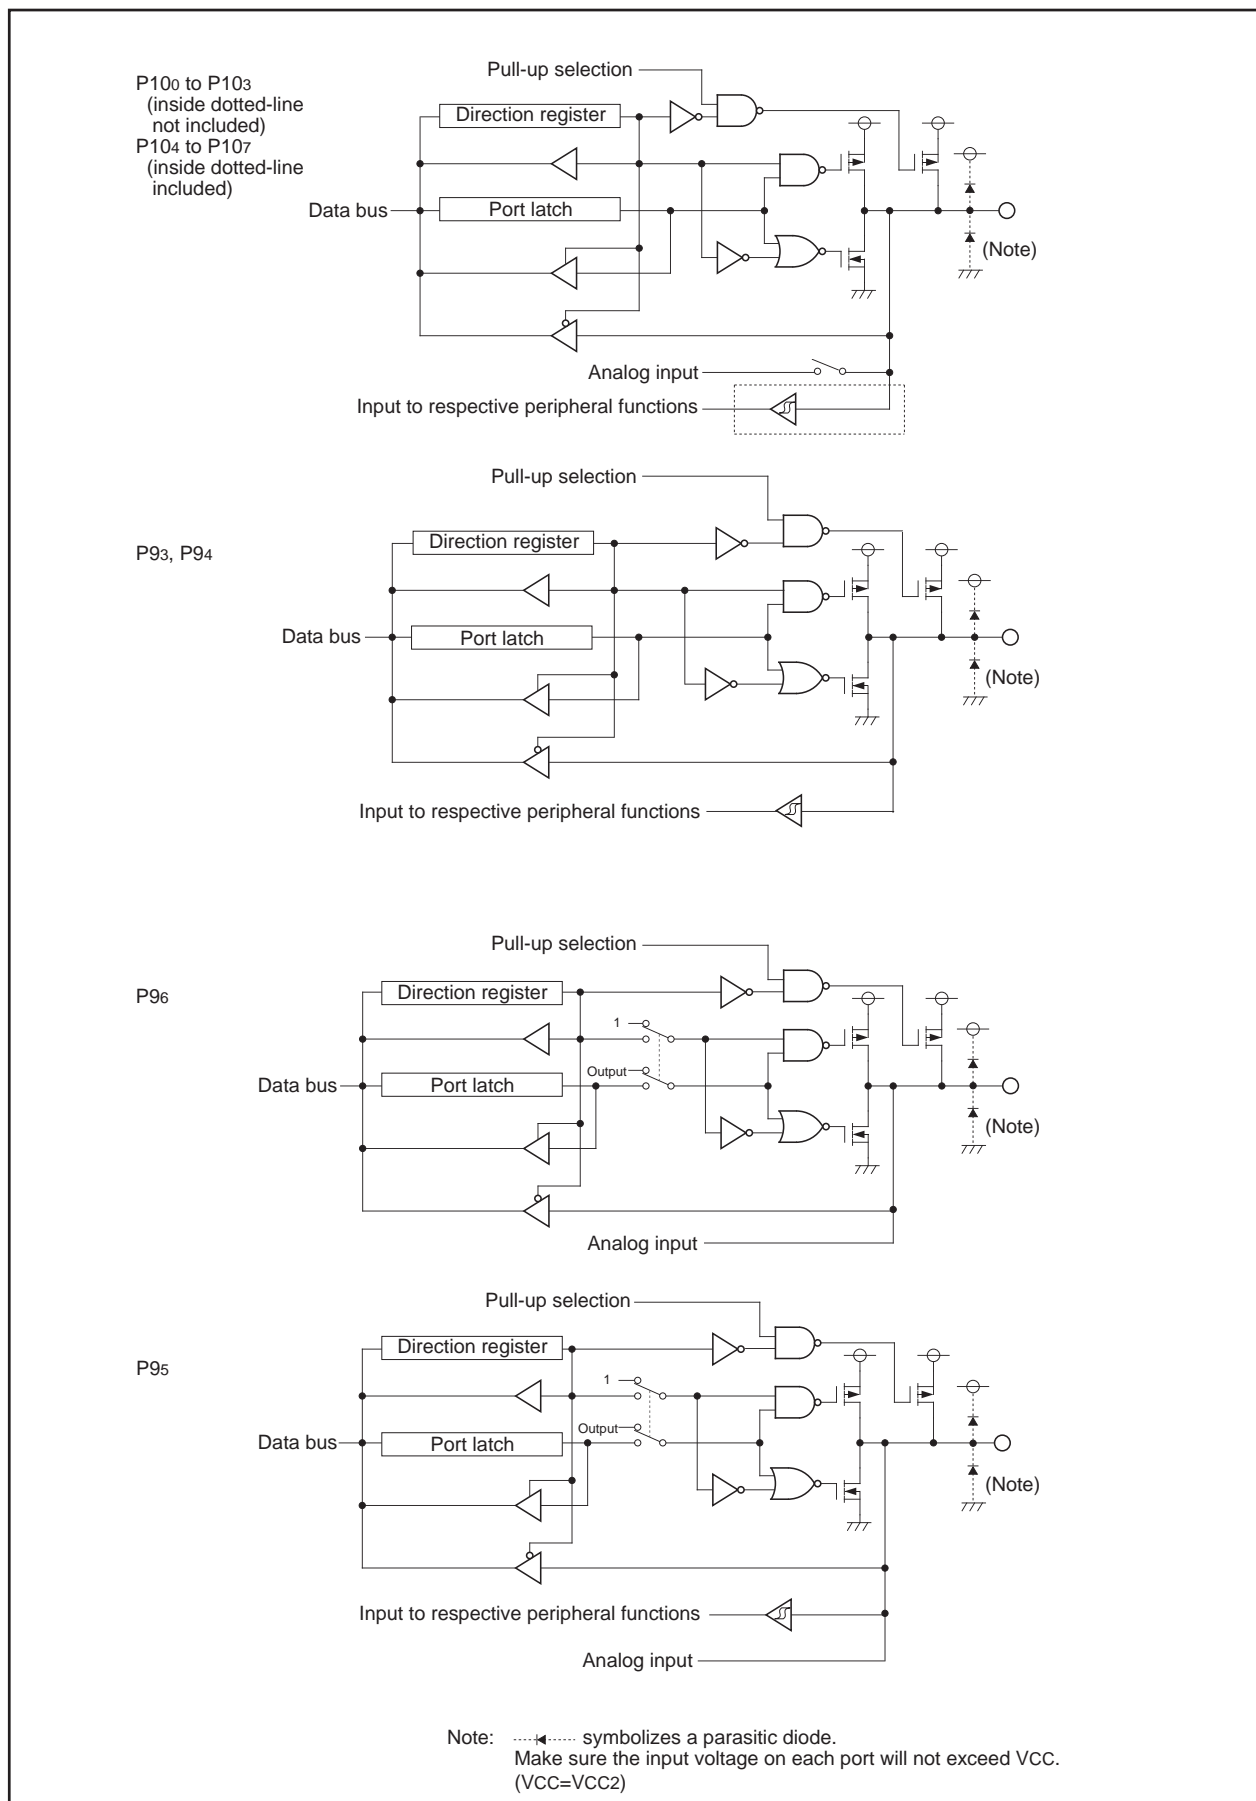 Pull-up selection
P100 to P103
(inside dotted-line
not included)
P104 to P107
(inside dotted-line
included)
Direction register
Data bus
Port latch
(Note)
Analog input
Input to respective peripheral functions
Pull-up selection
P93, P94
Direction register
Data bus
Port latch
(Note)
Input to respective peripheral functions
Pull-up selection
P96
Direction register
1
Output
Data bus
Port latch
(Note)
Analog input
Pull-up selection
P95
Direction register
1
Output
Data bus
Port latch
(Note)
Input to respective peripheral functions
Analog input
Note: symbolizes a parasitic diode.
Make sure the input voltage on each port will not exceed VCC.
(VCC=VCC2)